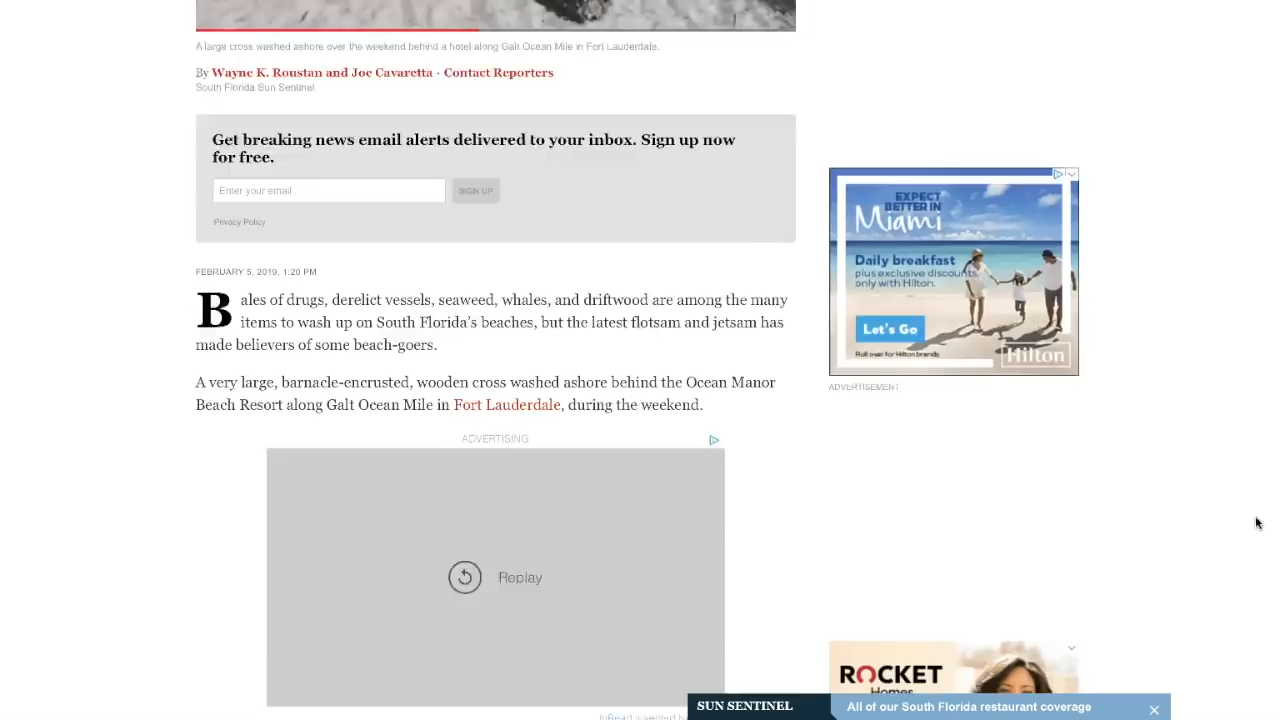 A large cross washed ashore over the weekend behind a hotel along Galt Ocean Mile in Fort Lauderdale.
By Wayne K. Roustan and Joe Cavaretta · Contact Reporters
South Florida Sun Sentinel
Get breaking news email alerts delivered to your inbox. Sign up now
for free.
Enter your email
SIGN UP
Privacy Policy
FEBRUARY 5, 2019, 1:20 PM
Bales of drugs, derelict vessels, seaweed, whales, and driftwood are among the many
items to wash up on South Florida's beaches, but the latest flotsam and jetsam has
made believers of some beach-goers.
A very large, barnacle-encrusted, wooden cross washed ashore behind the Ocean Manor
Beach Resort along Galt Ocean Mile in Fort Lauderdale, during the weekend.
ADVERTISING
Replay
EXPECT
BETTER IN
Miami
Daily breakfast
plus exclusive discounts,
only with Hilton.
Let's Go
Roll over for Hilton brands
Hilton
ADVERTISEMENT
ROCKET
Homes
SUN SENTINEL
All of our South Florida restaurant coverage